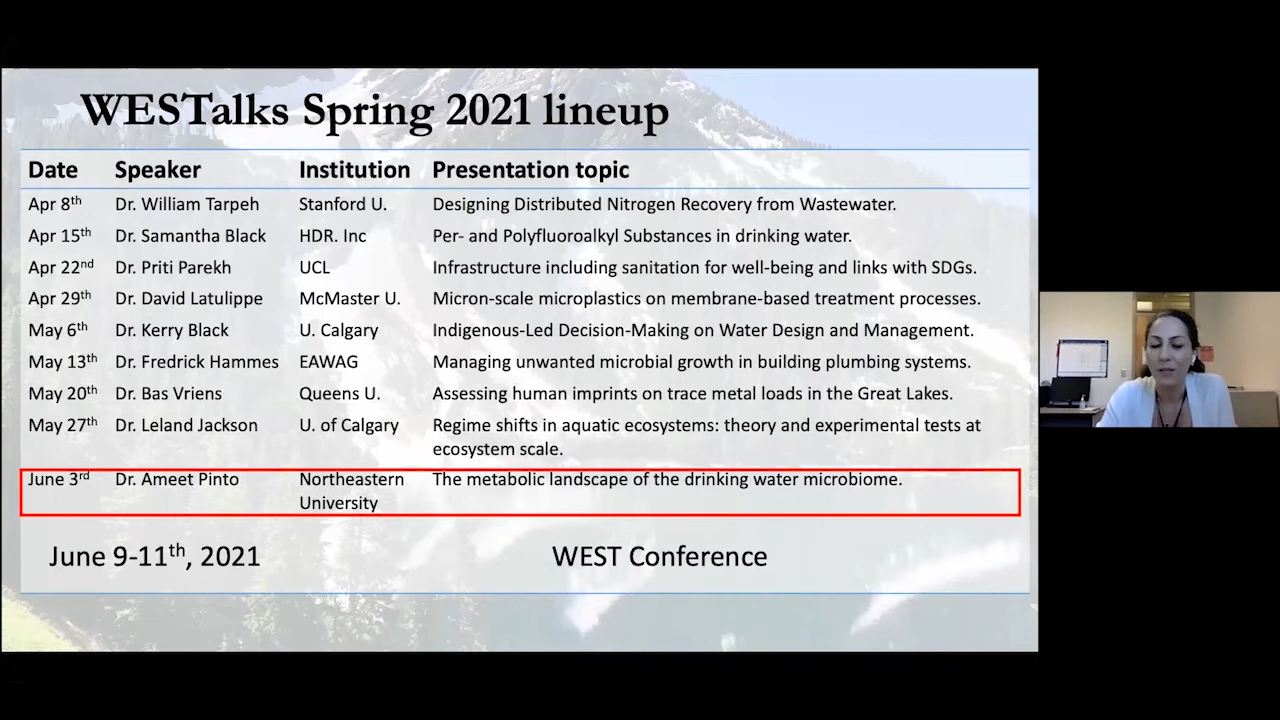 WESTalks Spring 2021 lineup
Date Speaker Institution Presentation topic
Apr 8th Dr. William Tarpeh Stanford U. Designing Distributed Nitrogen Recovery from Wastewater.
Apr 15th Dr. Samantha Black HDR. Inc Per- and Polyfluoroalkyl Substances in drinking water.
Apr 22nd Dr. Priti Parekh UCL Infrastructure including sanitation for well-being and links with SDGs.
Apr 29th Dr. David Latulippe McMaster U. Micron-scale microplastics on membrane-based treatment processes.
May 6th Dr. Kerry Black U. Calgary Indigenous-Led Decision-Making on Water Design and Management.
May 13th Dr. Fredrick Hammes EAWAG Managing unwanted microbial growth in building plumbing systems.
May 20th Dr. Bas Vriens Queens U. Assessing human imprints on trace metal loads in the Great Lakes.
May 27th Dr. Leland Jackson U. of Calgary Regime shifts in aquatic ecosystems: theory and experimental tests at
ecosystem scale.
June 3rd Dr. Ameet Pinto Northeastern The metabolic landscape of the drinking water microbiome.
University
June 9-11th, 2021 WEST Conference